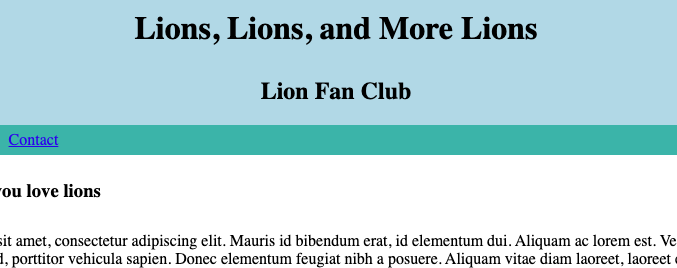 Lions, Lions, and More Lions
Lion Fan Club
Contact
you love lions
sit amet, consectetur adipiscing elit. Mauris id bibendum erat, id elementum dui. Aliquam ac lorem est. Ve
porttitor vehicula sapien. Donec elementum feugiat nibh a posuere. Aliquam vitae diam laoreet, laoreet